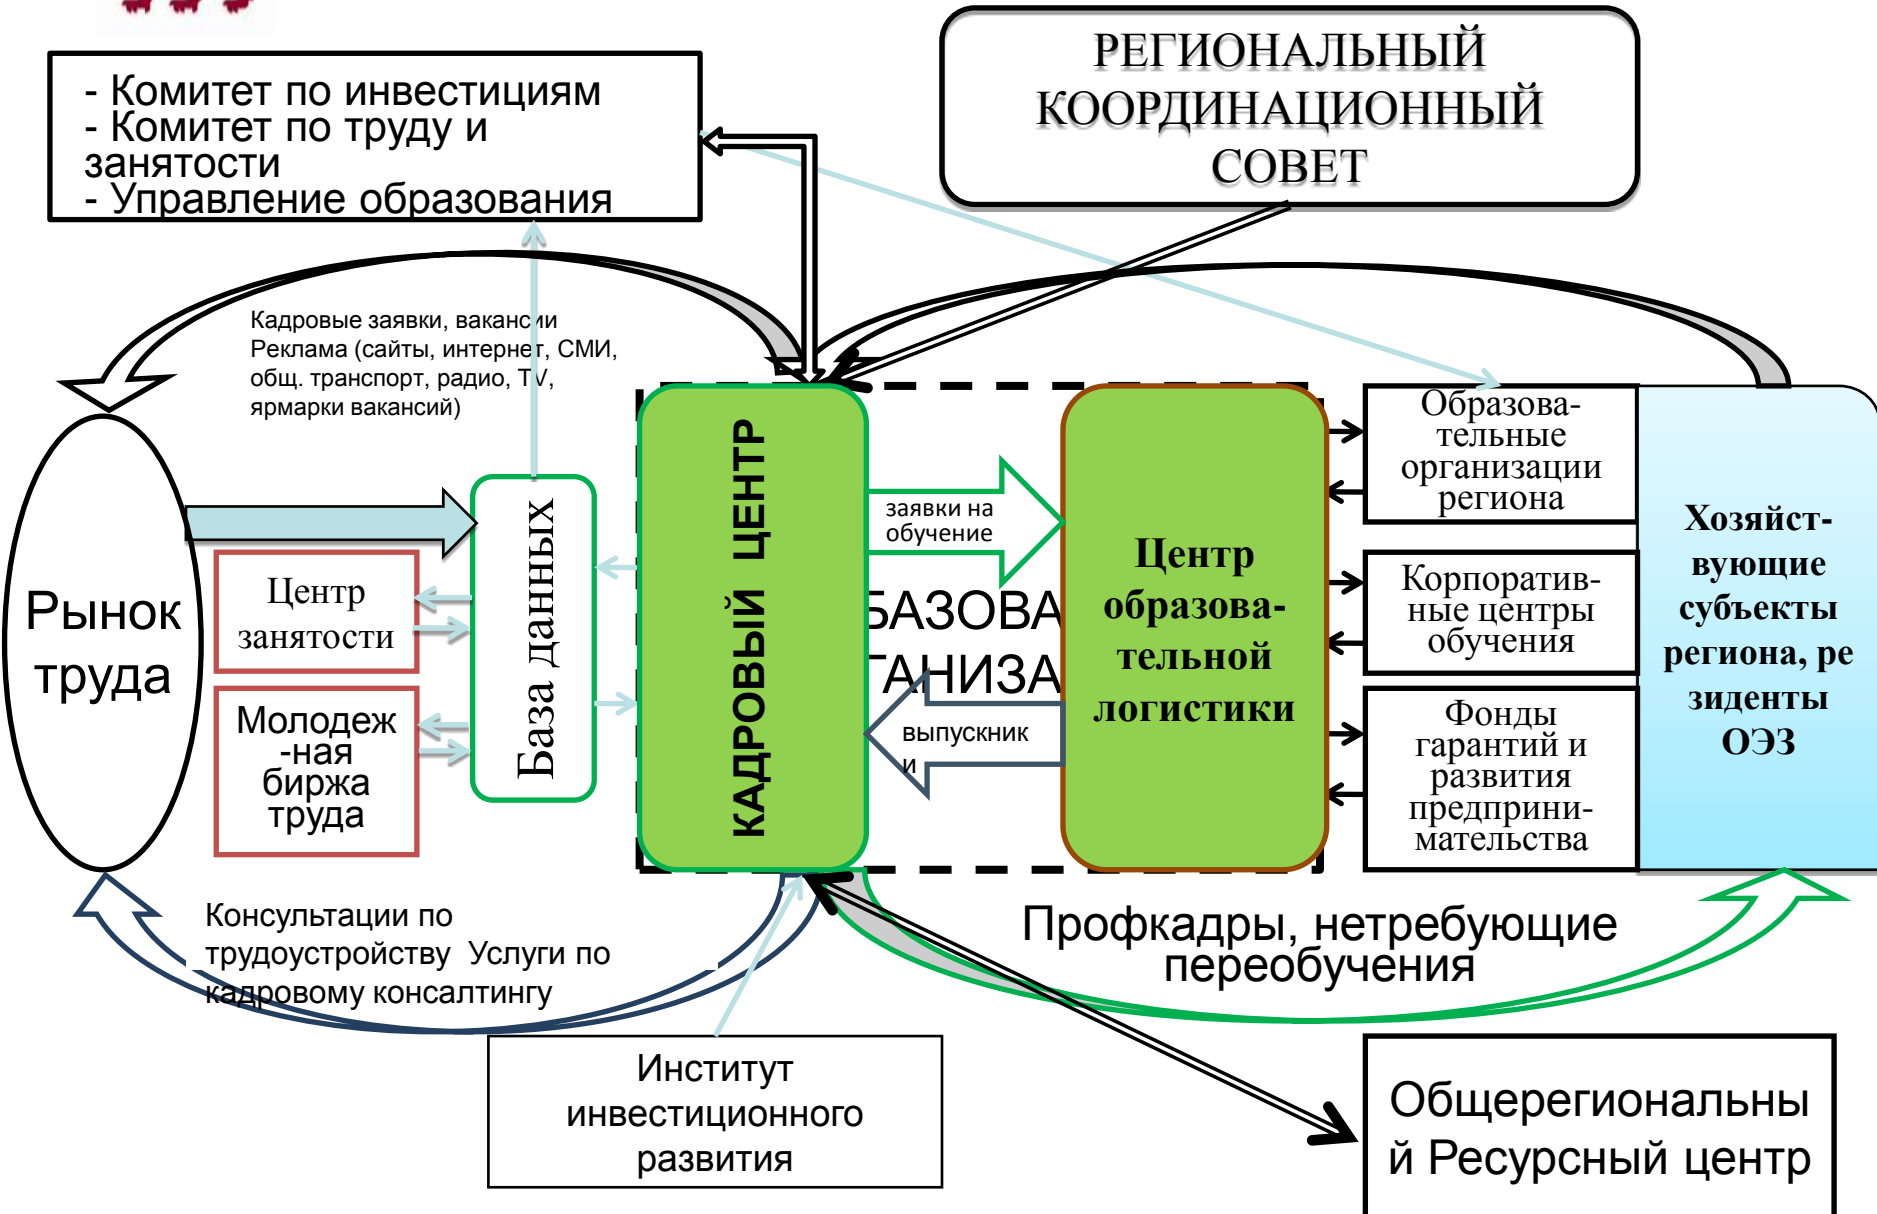 - Комитет по инвестициям
- Комитет по труду и
занятости
- Управление образования
РЕГИОНАЛЬНЫЙ
КООРДИНАЦИОННЫЙ
СОВЕТ
Кадровые заявки, вакансии
Реклама (сайты, интернет, СМИ,
общ. транспорт, радио, TV,
ярмарки вакансий)
Рынок
труда
Центр
занятости
Молодеж
-ная
биржа
труда
База данных
КАДРОВЫЙ ЦЕНТР
заявки на
обучение
БАЗОВА
ГАНИЗА
выпускник
и
Центр
образова-
тельной
логистики
Образова-
тельные
организации
региона
Корпоратив-
ные центры
обучения
Фонды
гарантий и
развития
предприни-
мательства
Хозяйст-
вующие
субъекты
региона, ре
зиденты
ОЭЗ
Консультации по
трудоустройству Услуги по
кадровому консалтингу
Профкадры, нетребующие
переобучения
Институт
инвестиционного
развития
Общерегиональны
й Ресурсный центр